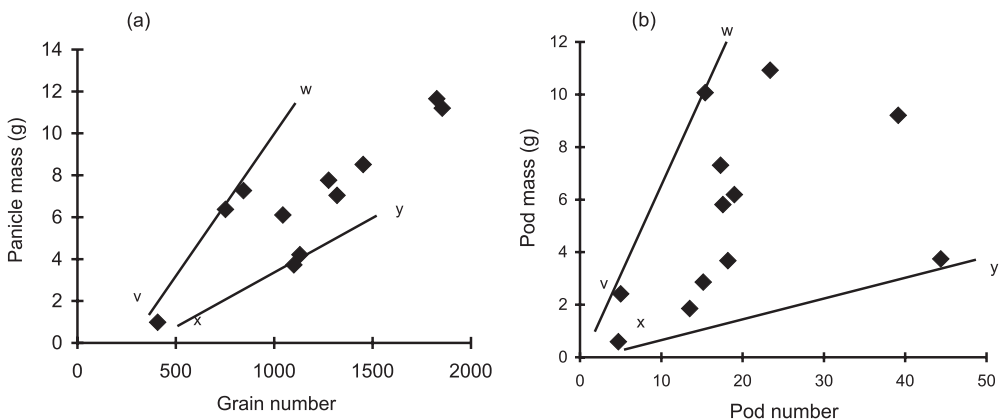 (a)
14
12
10
8
6
4
2
0
Panicle mass (g)
w
y
v
x
0 500 1000 1500 2000
Grain number
(b)
12
10
8
6
4
2
0
Pod mass (g)
w
v
x
y
0 10 20 30 40 50
Pod number